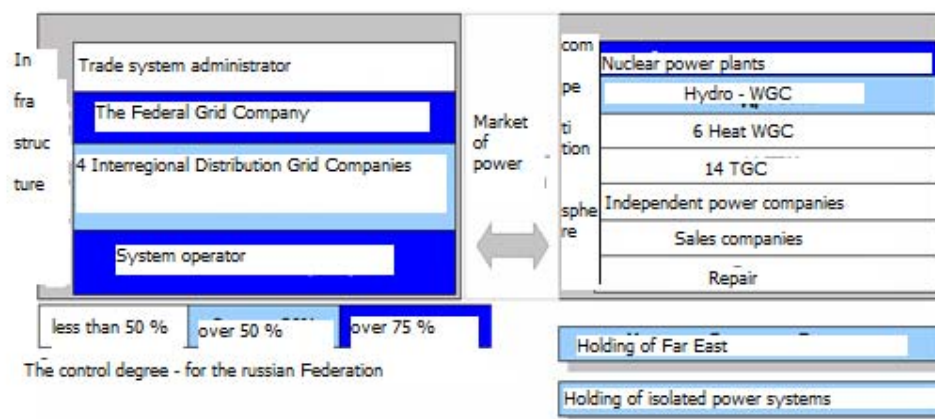 In
fra
struc
ture
Trade system administrator
The Federal Grid Company
4 Interregional Distribution Grid Companies
System operator
Market
of
power
com
pe
ti
tion
sphe
re
Nuclear power plants
Hydro - WGC
6 Heat WGC
14 TGC
Independent power companies
Sales companies
Repair
less than 50 %
over 50 %
over 75 %
The control degree - for the russian Federation
Holding of Far East
Holding of isolated power systems